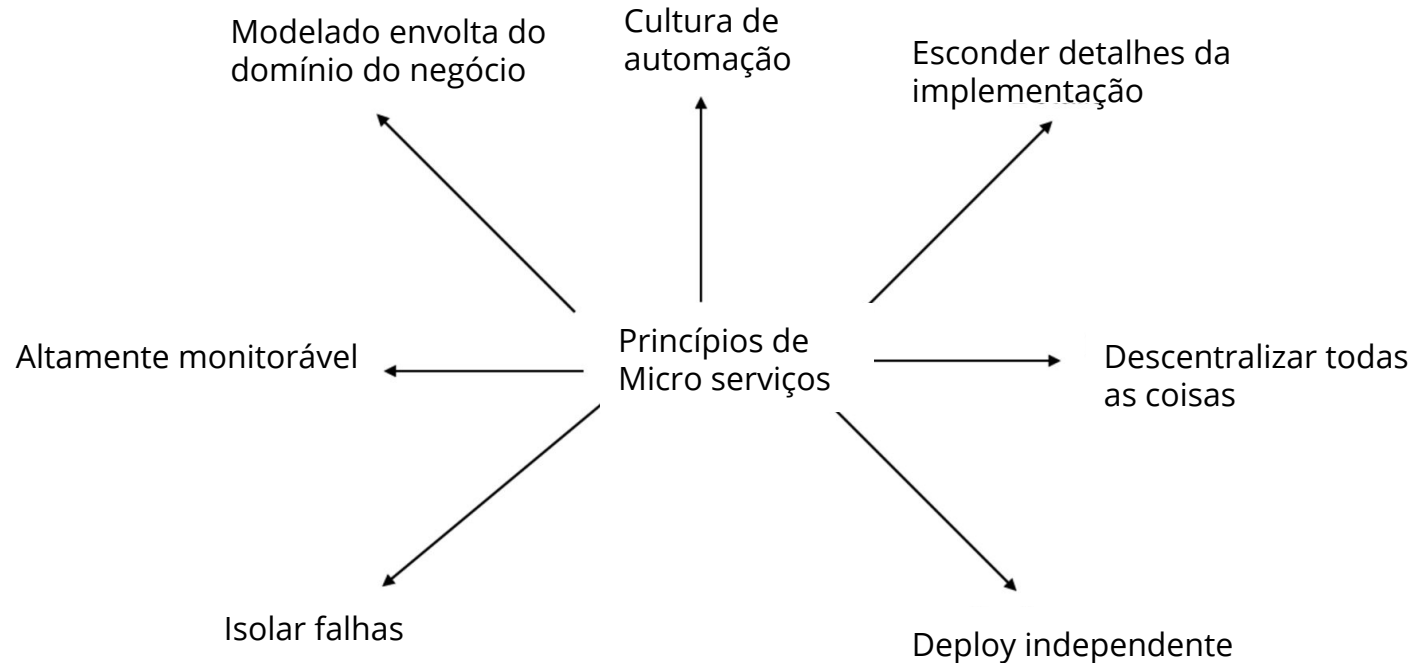 Modelado envolta do
domínio do negócio
Cultura de
automação
Esconder detalhes da
implementação
Altamente monitorável
Princípios de
Micro serviços
Descentralizar todas
as coisas
Isolar falhas
Deploy independente